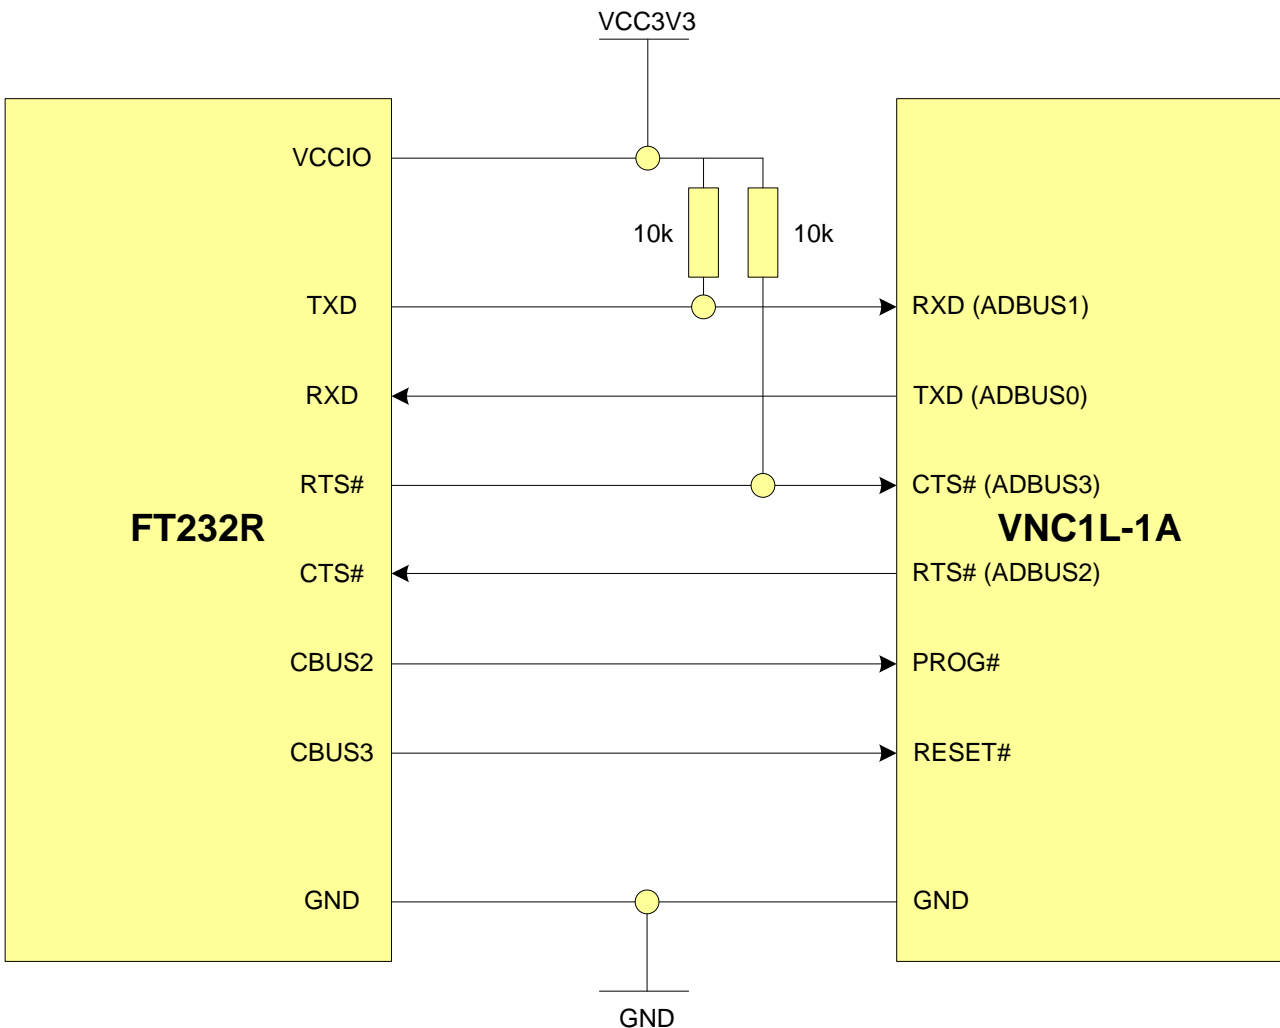 VCC3V3
VCCIO
10k
10k
TXD
RXD (ADBUS1)
RXD
TXD (ADBUS0)
RTS#
CTS# (ADBUS3)
FT232R
VNC1L-1A
CTS#
RTS# (ADBUS2)
CBUS2
PROG#
CBUS3
RESET#
GND
GND
GND